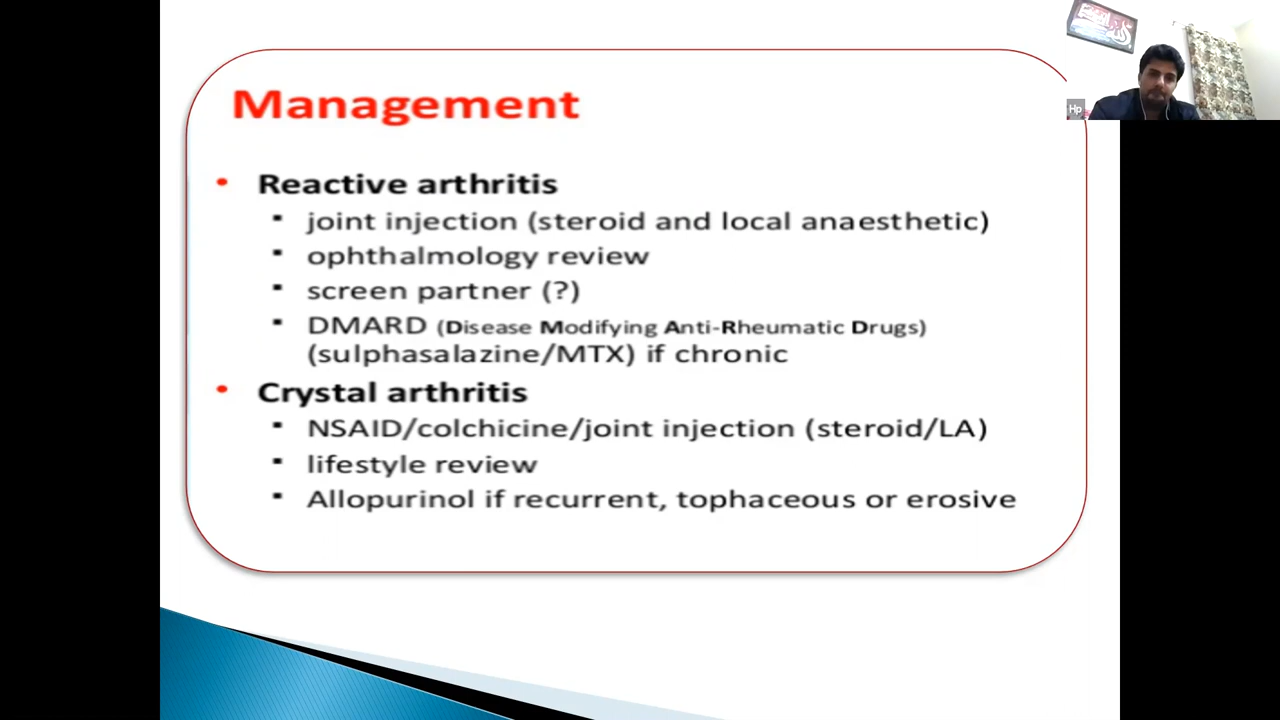 Management
• Reactive arthritis
▪ joint injection (steroid and local anaesthetic)
▪ ophthalmology review
▪ screen partner (?)
▪ DMARD (Disease Modifying Anti-Rheumatic Drugs)
(sulphasalazine/MTX) if chronic
• Crystal arthritis
▪ NSAID/colchicine/joint injection (steroid/LA)
▪ lifestyle review
▪ Allopurinol if recurrent, tophaceous or erosive
Hp